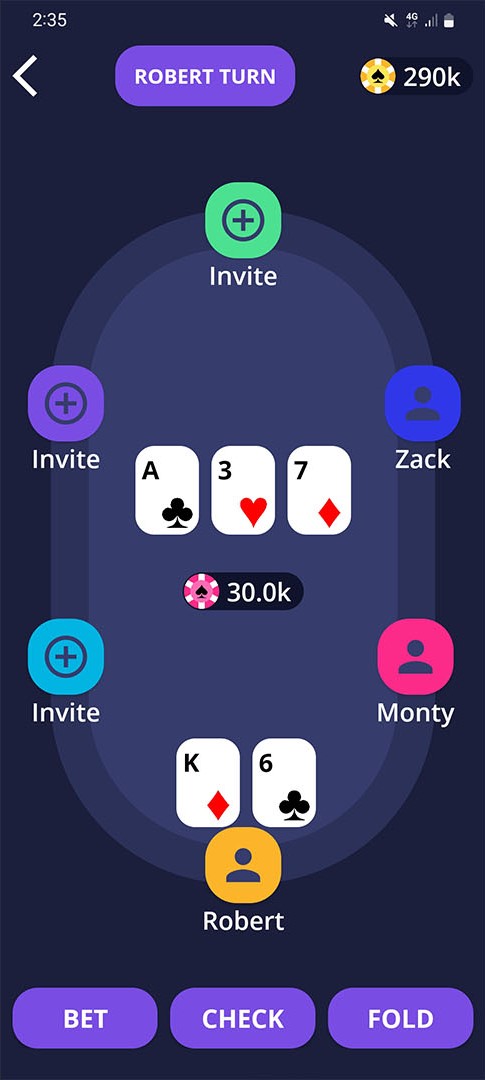 2:35
4G
ROBERT TURN
290k
Invite
Invite
Zack
A
3
7
30.0k
Invite
Monty
K
6
Robert
BET
CHECK
FOLD